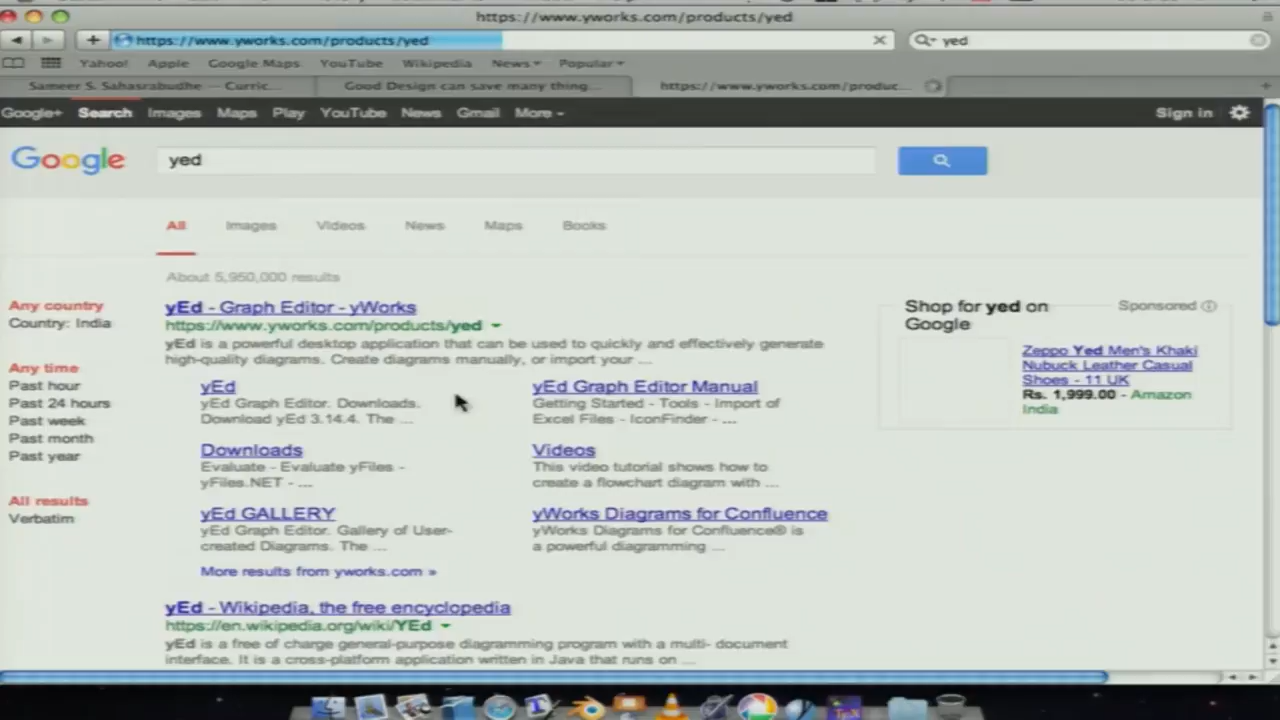 https://www.yworks.com/products/yed
https://www.yworks.com/products/yed
yed
Yahoo! Apple Google Maps YouTube Wikipedia News Popular
Sameer S. Sahasrabudhe — Curric...
Good Design can save many thing...
https://www.yworks.com/produc...
Google+ Search Images Maps Play YouTube News Gmail More
Sign in
Google
yed
All Images Videos News Maps Books
About 5,950,000 results
Any country
Country: India
Any time
Past hour
Past 24 hours
Past week
Past month
Past year
All results
Verbatim
yEd - Graph Editor - yWorks
https://www.yworks.com/products/yed
yEd is a powerful desktop application that can be used to quickly and effectively generate
high-quality diagrams. Create diagrams manually, or import your ...
yEd
yEd Graph Editor. Downloads.
Download yEd 3.14.4. The ...
yEd Graph Editor Manual
Getting Started - Tools - Import of
Excel Files - IconFinder - ...
Downloads
Evaluate - Evaluate yFiles -
yFiles.NET - ...
Videos
This video tutorial shows how to
create a flowchart diagram with ...
yEd GALLERY
yEd Graph Editor. Gallery of User-
created Diagrams. The ...
yWorks Diagrams for Confluence
yWorks Diagrams for Confluence® is
a powerful diagramming ...
More results from yworks.com »
yEd - Wikipedia, the free encyclopedia
https://en.wikipedia.org/wiki/YEd
yEd is a free of charge general-purpose diagramming program with a multi- document
interface. It is a cross-platform application written in Java that runs on ...
Shop for yed on
Google
Sponsored
Zeppo Yed Men's Khaki
Nubuck Leather Casual
Shoes - 11 UK
Rs. 1,999.00 - Amazon
India